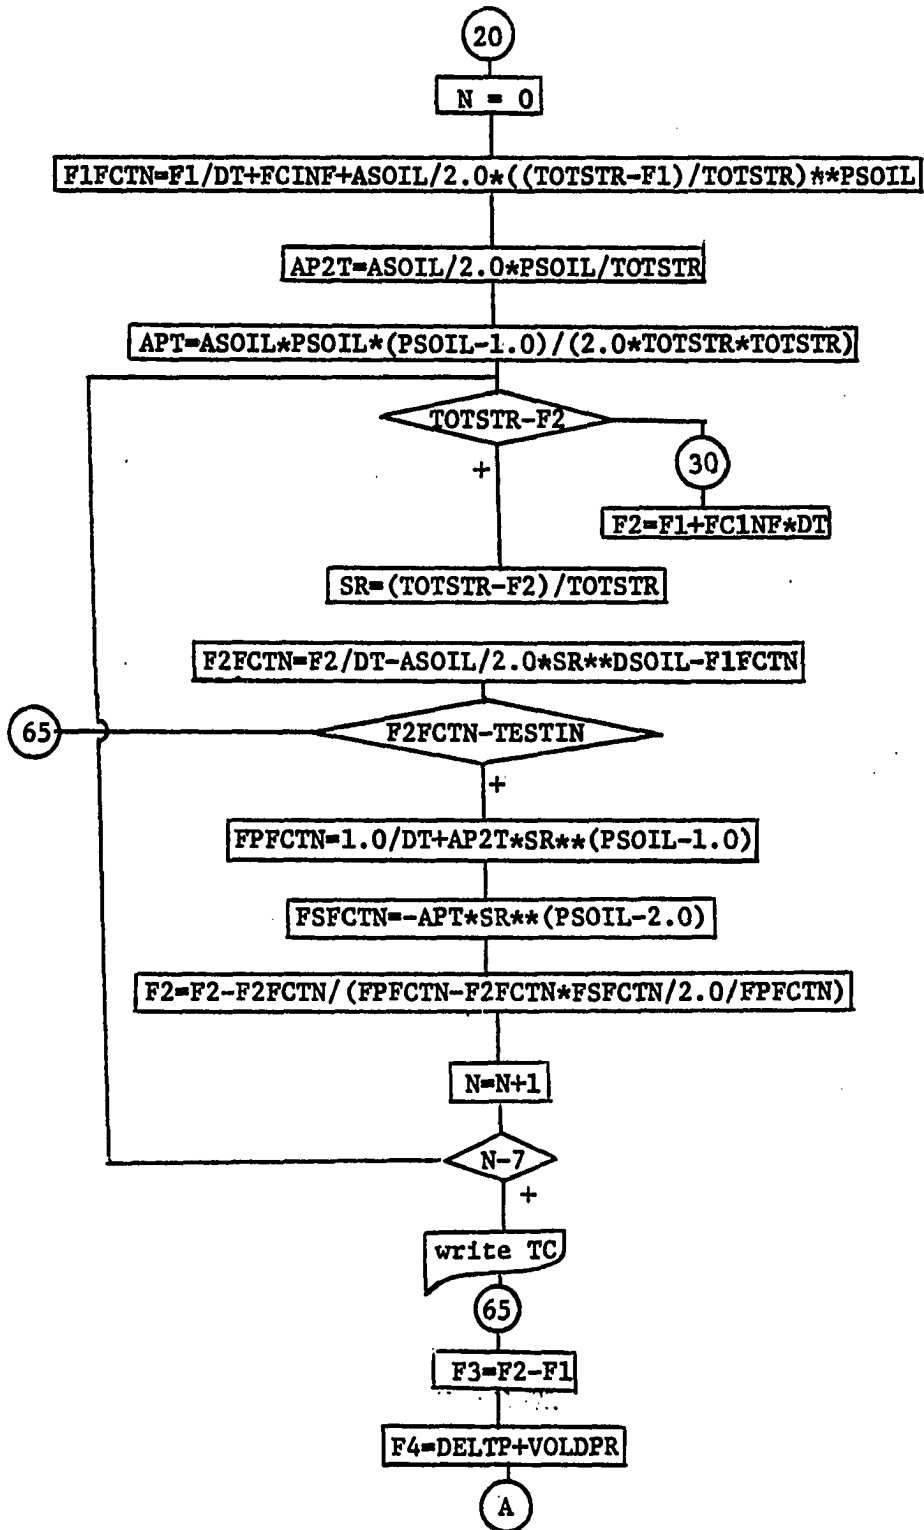 20
N = 0
F1FCTN=F1/DT+FCINF+ASOIL/2.0*((TOTSTR-F1)/TOTSTR)**PSOIL
AP2T=ASOIL/2.0*PSOIL/TOTSTR
APT=ASOIL*PSOIL*(PSOIL-1.0)/(2.0*TOTSTR*TOTSTR)
TOTSTR-F2
+
30
F2=F1+FC1NF*DT
SR=(TOTSTR-F2)/TOTSTR
F2FCTN=F2/DT-ASOIL/2.0*SR**DSOIL-F1FCTN
65
F2FCTN-TESTIN
+
FPFCTN=1.0/DT+AP2T*SR**(PSOIL-1.0)
FSFCTN=-APT*SR**(PSOIL-2.0)
F2=F2-F2FCTN/(FPFCTN-F2FCTN*FSFCTN/2.0/FPFCTN)
N=N+1
N-7
+
write TC
65
F3=F2-F1
F4=DELTP+VOLDPR
A